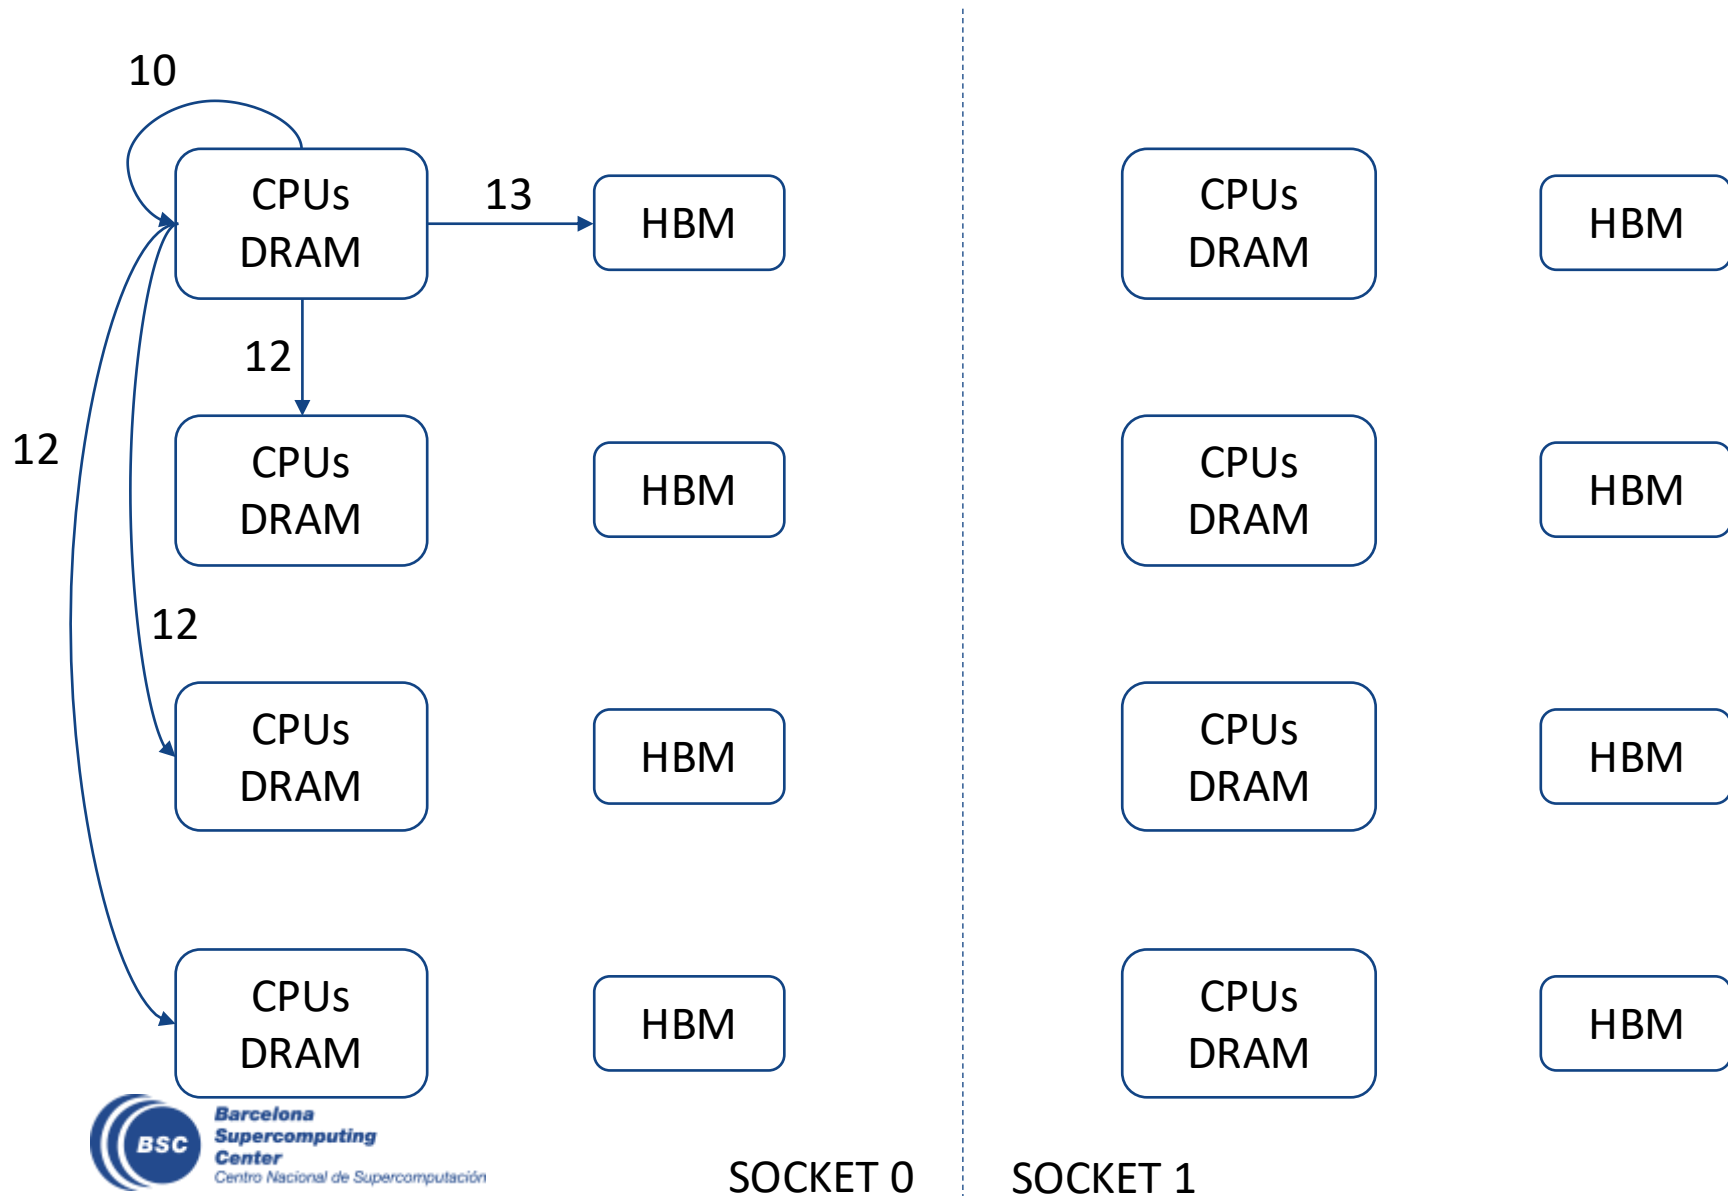 10
CPUs
DRAM
13
HBM
CPUs
DRAM
HBM
12
12
CPUs
DRAM
HBM
CPUs
DRAM
HBM
12
CPUs
DRAM
HBM
CPUs
DRAM
HBM
CPUs
DRAM
HBM
CPUs
DRAM
HBM
BSC
Barcelona
Supercomputing
Center
Centro Nacional de Supercomputación
SOCKET 0
SOCKET 1